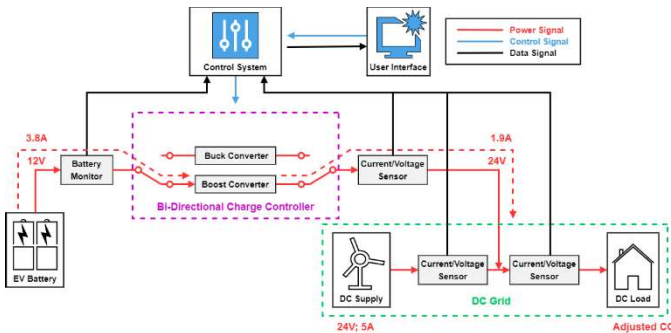 Power Signal
Control Signal
Data Signal
Control System
User Interface
3.8A
1.9A
12V
Battery
Monitor
Buck Converter
Current/Voltage
Sensor
24V
Boost Converter
Bi-Directional Charge Controller
EV Battery
Current/Voltage
Sensor
Current/Voltage
Sensor
DC Supply
DC Grid
DC Load
24V; 5A
Adjusted CC